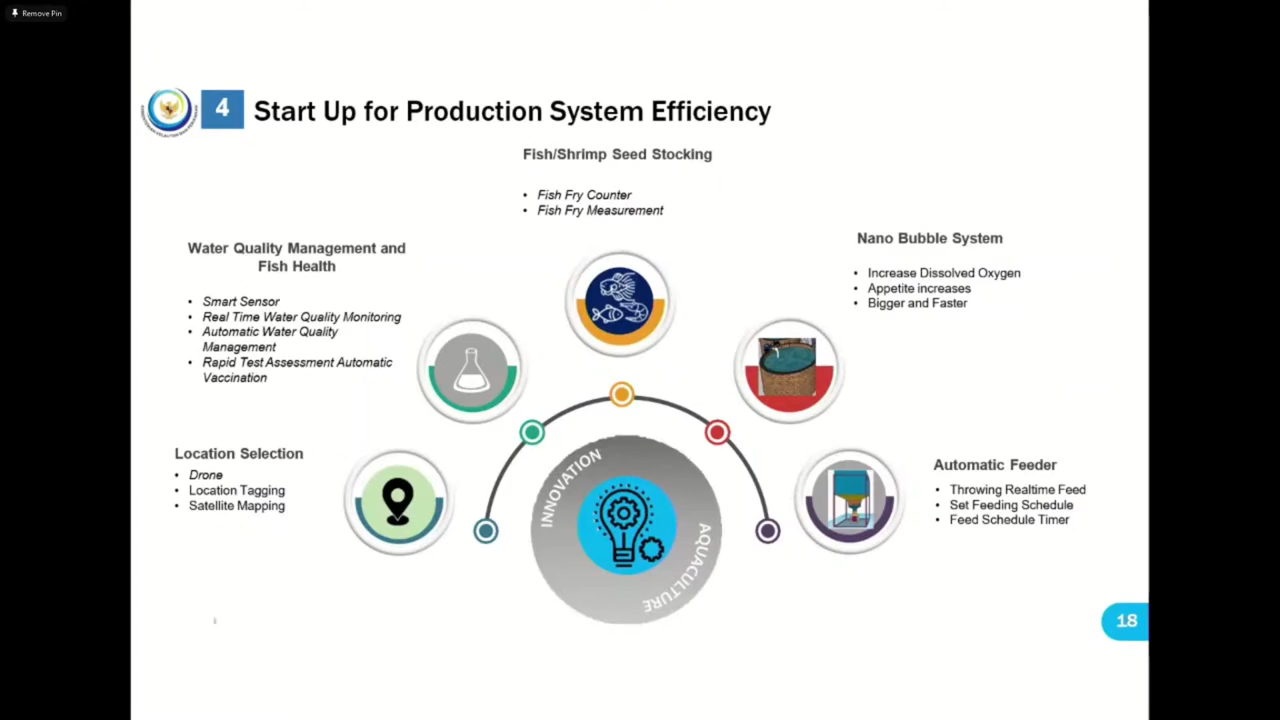 Remove Pin
4
Start Up for Production System Efficiency
Fish/Shrimp Seed Stocking
• Fish Fry Counter
• Fish Fry Measurement
Water Quality Management and
Fish Health
• Smart Sensor
• Real Time Water Quality Monitoring
• Automatic Water Quality
Management
• Rapid Test Assessment Automatic
Vaccination
Nano Bubble System
• Increase Dissolved Oxygen
• Appetite increases
• Bigger and Faster
Location Selection
• Drone
• Location Tagging
• Satellite Mapping
INNOVATION
AQUACULTURE
Automatic Feeder
• Throwing Realtime Feed
• Set Feeding Schedule
• Feed Schedule Timer
18